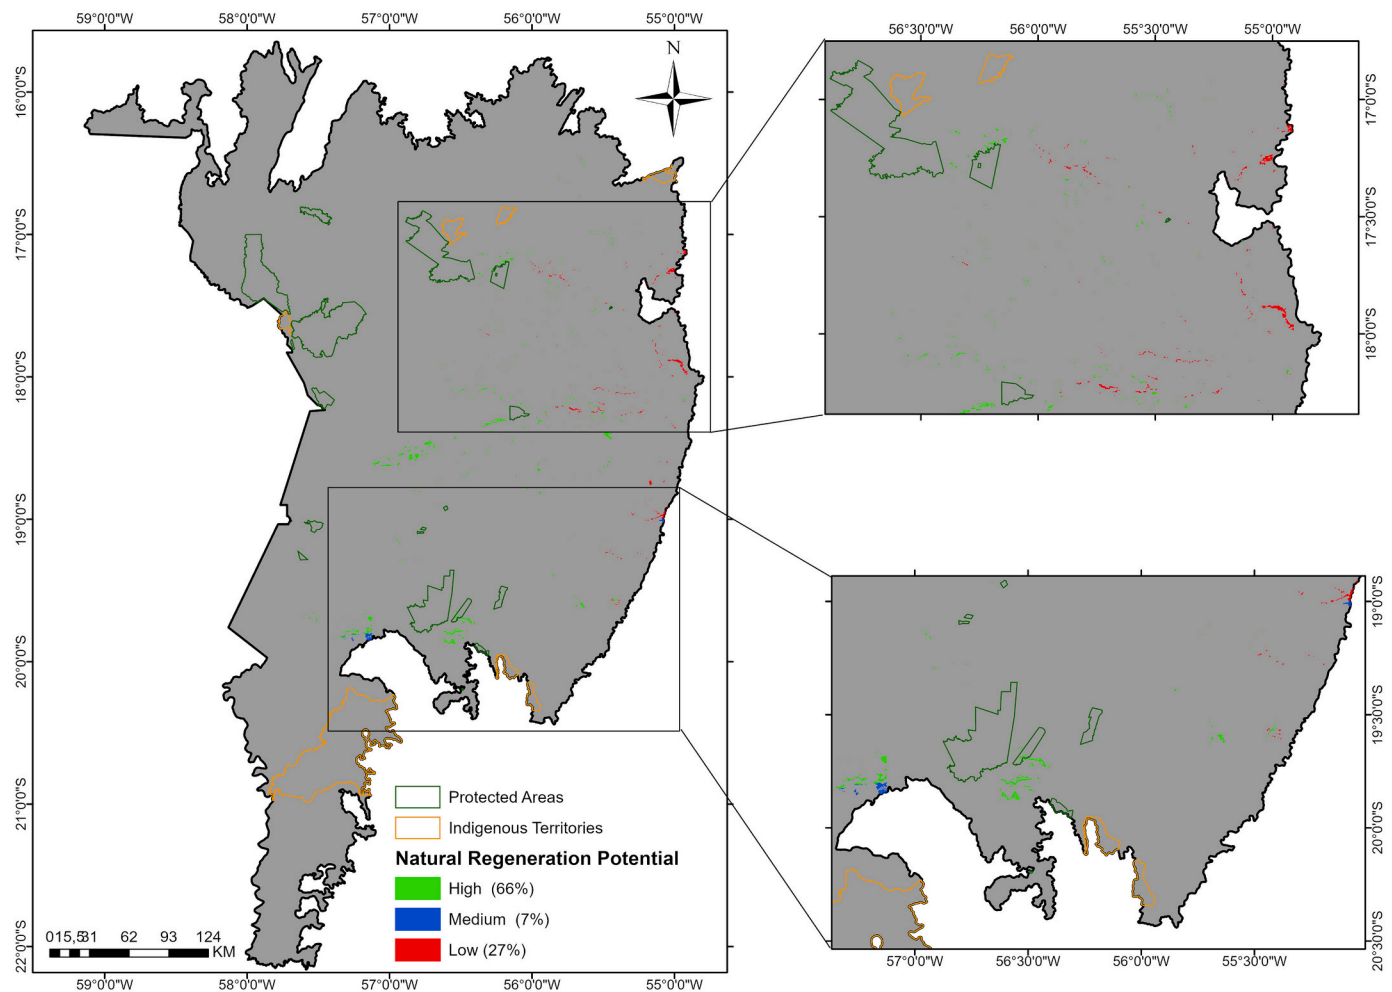 59°0'0"W 58°0'0"W 57°0'0"W 56°0'0"W 55°0'0"W
16°0'0"S
17°0'0"S
18°0'0"S
19°0'0"S
20°0'0"S
21°0'0"S
22°0'0"S
N
56°30'0"W 56°0'0"W 55°30'0"W 55°0'0"W
17°0'0"S
17°30'0"S
18°0'0"S
19°0'0"S
19°30'0"S
20°0'0"S
20°30'0"S
57°0'0"W 56°30'0"W 56°0'0"W 55°30'0"W
Protected Areas
Indigenous Territories
Natural Regeneration Potential
High (66%)
Medium (7%)
Low (27%)
015,531 62 93 124
KM
59°0'0"W 58°0'0"W 57°0'0"W 56°0'0"W 55°0'0"W